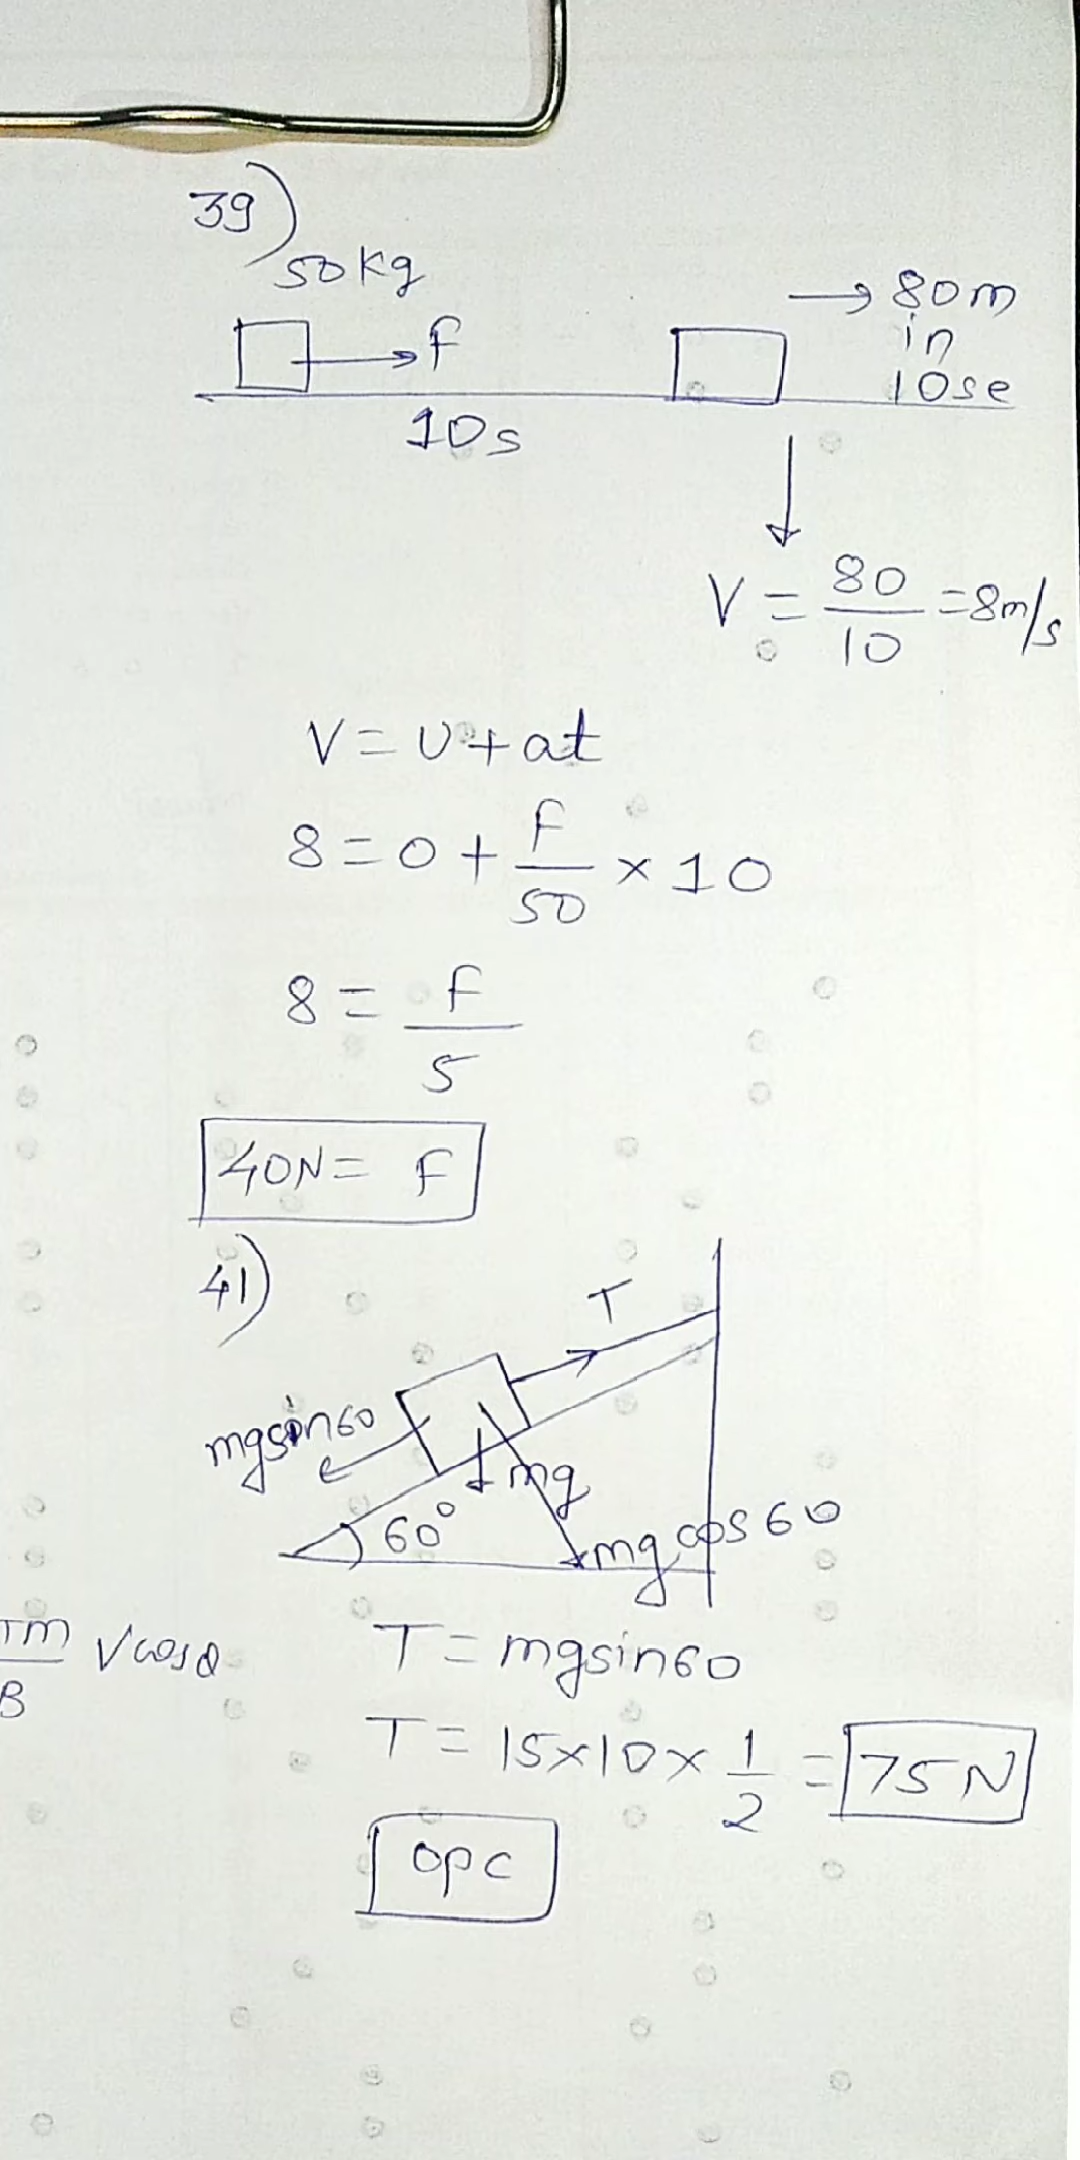 39)
50kg
F
→ 80m
in
10se
10s
V = 80/10 = 8m/s
V = U + at
8 = 0 + F/50 × 10
8 = F/5
40N = F
41)
T
mgsin60
mg
60°
mg cos 60
Vcosθ
T = mgsin60
T = 15×10× 1/2 = 75N
OPC